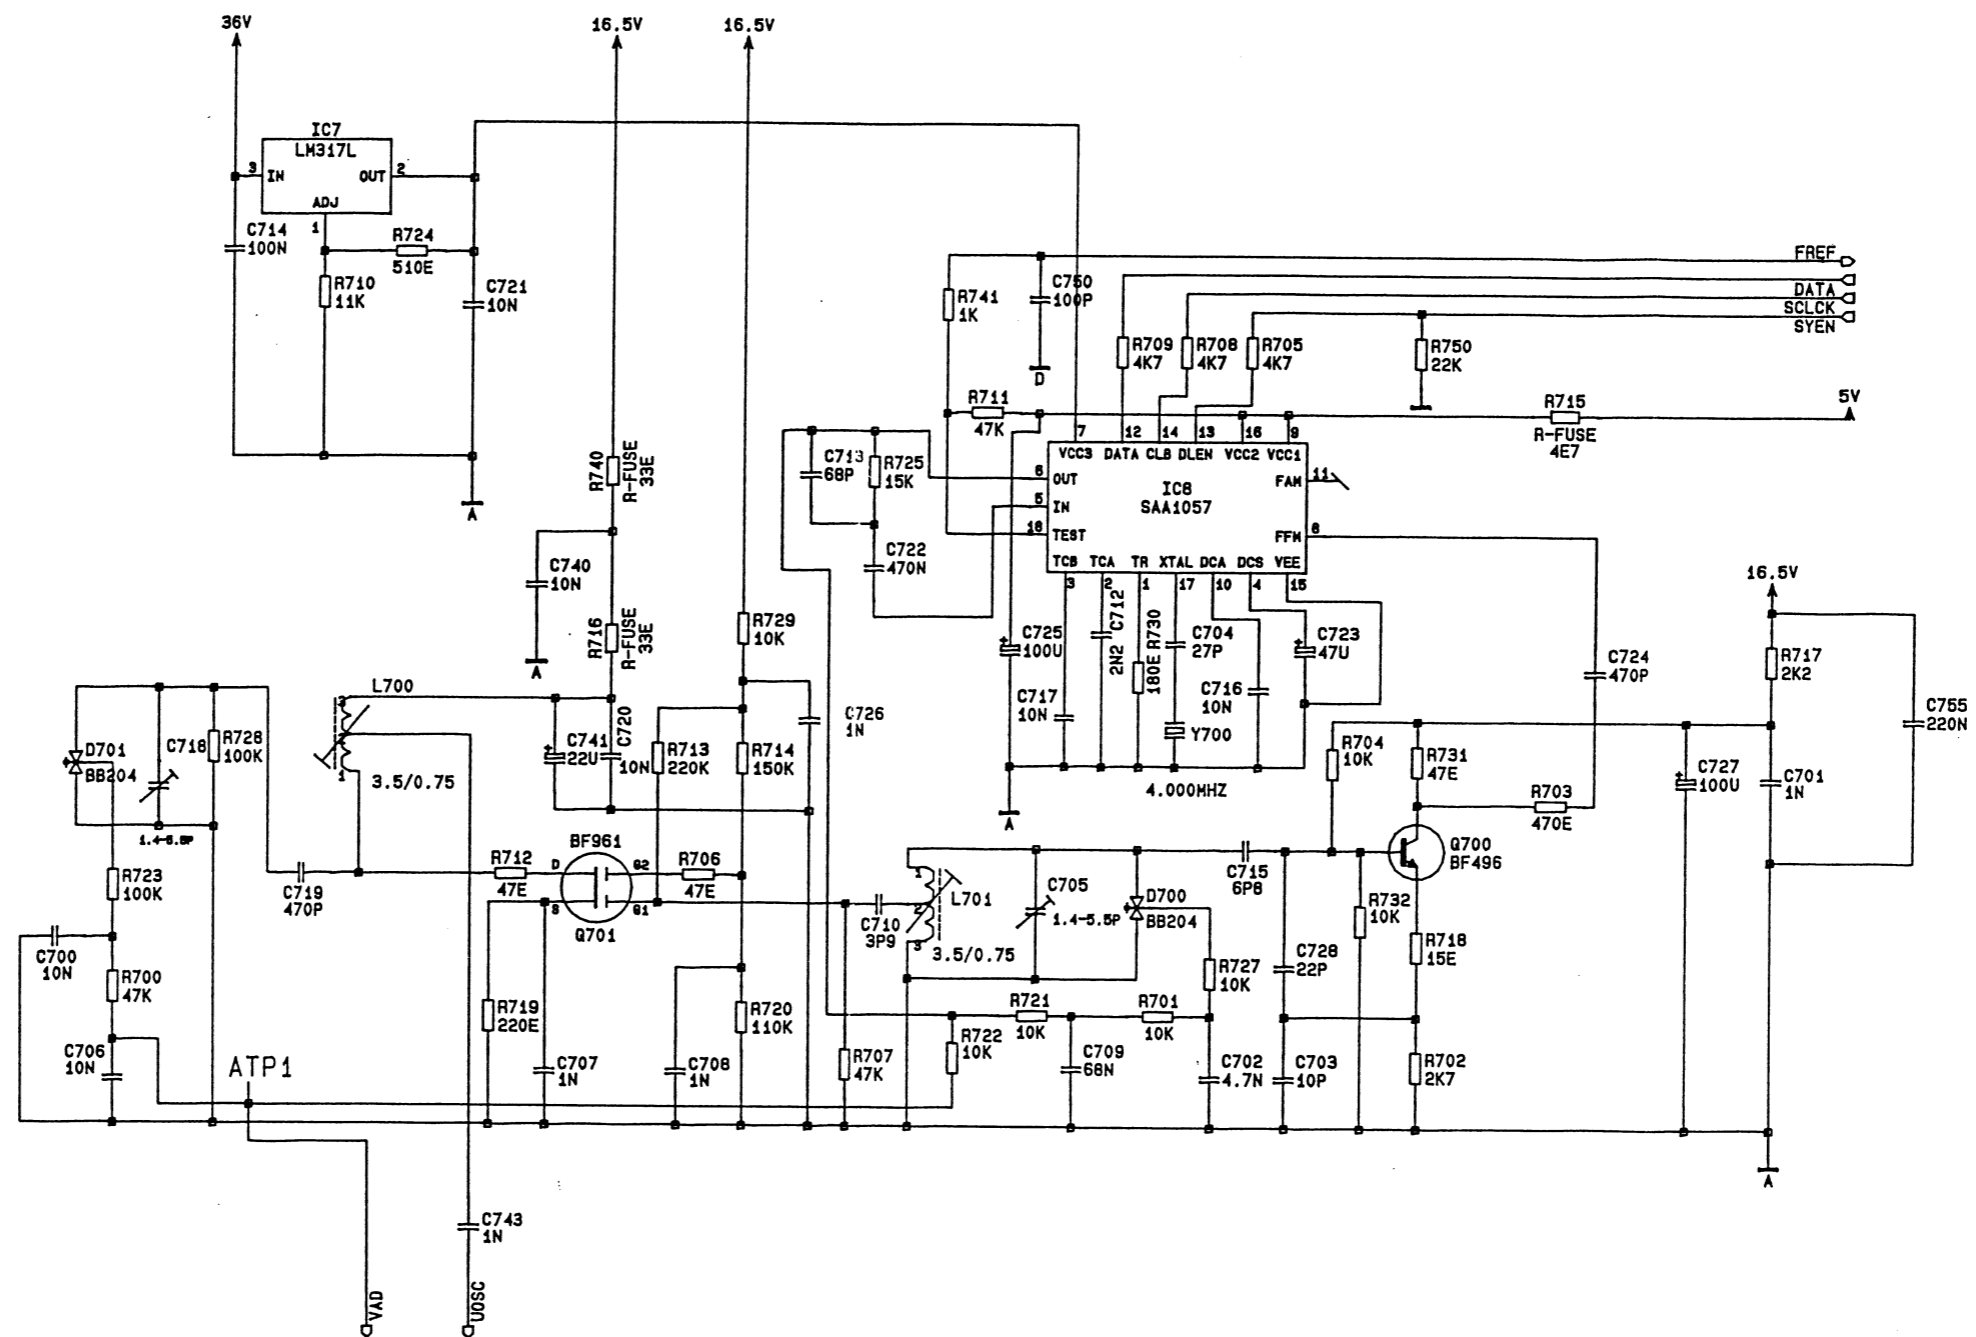 36V
16.5V
16.5V
IC7
LM317L
3
IN
OUT
2
ADJ
1
C714
100N
R724
510E
R710
11K
C721
10N
A
R740
R-FUSE
33E
C740
10N
A
R716
R-FUSE
33E
FREF
DATA
SCLCK
SYEN
R741
1K
C750
100P
D
R709
4K7
R708
4K7
R705
4K7
R750
22K
R711
47K
R715
R-FUSE
4E7
5V
7
12
14
13
16
9
VCC3
DATA
CLB
DLEN
VCC2
VCC1
6
OUT
5
IN
18
TEST
IC8
SAA1057
FAM
11
FFM
8
TCB
TCA
TR
XTAL
DCA
DCS
VEE
3
2
1
17
10
4
15
C713
68P
R725
15K
C722
470N
C725
100U
C717
10N
C712
2N2
R730
180E
C704
27P
C716
10N
C723
47U
Y700
4.000MHZ
A
C724
470P
16.5V
R717
2K2
C755
220N
C727
100U
C701
1N
R704
10K
R731
47E
R703
470E
Q700
BF496
R729
10K
C726
1N
R713
220K
R714
150K
L700
3
2
1
3.5/0.75
C741
22U
C720
10N
D701
BB204
C718
1.4-5.5P
R728
100K
C719
470P
R723
100K
C700
10N
R700
47K
C706
10N
ATP1
R712
47E
BF961
D
G2
S
G1
Q701
R706
47E
R719
220E
C707
1N
C708
1N
R720
110K
R707
47K
C710
3P9
1
2
3
L701
3.5/0.75
C705
1.4-5.5P
D700
BB204
C715
6P8
R727
10K
R721
10K
R701
10K
R722
10K
C709
68N
C702
4.7N
C728
22P
C703
10P
R732
10K
R718
15E
R702
2K7
A
C743
1N
VAD
UOSC